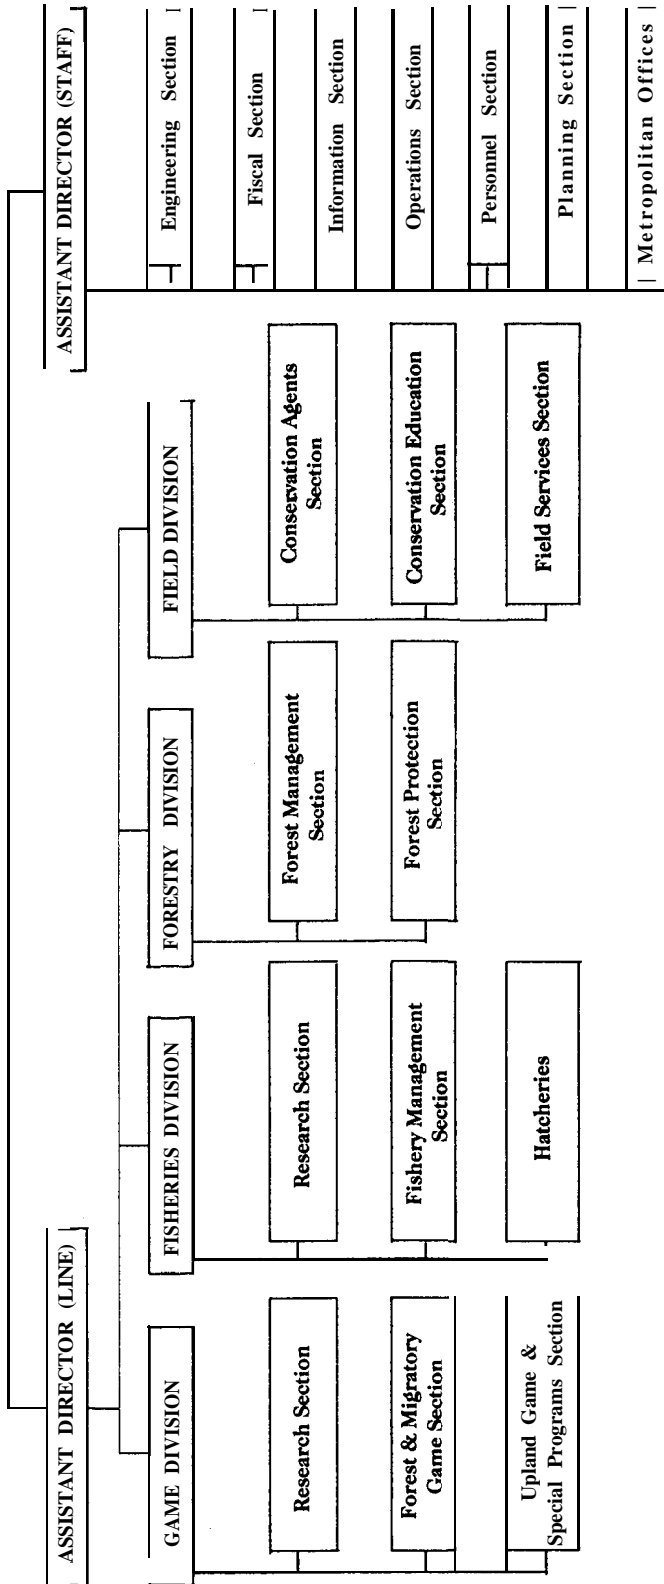 ASSISTANT DIRECTOR (LINE)
ASSISTANT DIRECTOR (STAFF)
GAME DIVISION
Research Section
Forest & Migratory
Game Section
Upland Game &
Special Programs Section
FISHERIES DIVISION
Research Section
Fishery Management
Section
Hatcheries
FORESTRY DIVISION
Forest Management
Section
Forest Protection
Section
FIELD DIVISION
Conservation Agents
Section
Conservation Education
Section
Field Services Section
Engineering Section
Fiscal Section
Information Section
Operations Section
Personnel Section
Planning Section
Metropolitan Offices